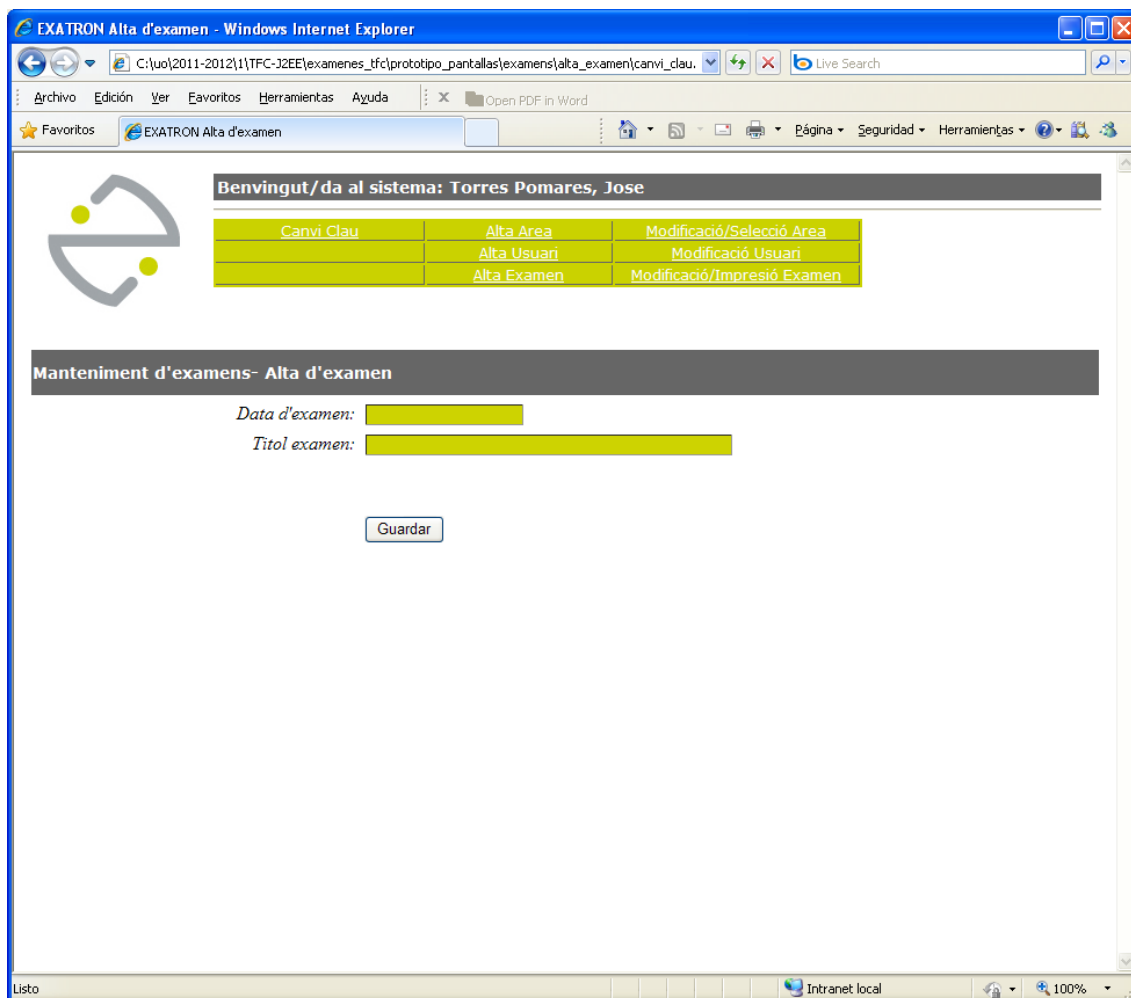 EXATRON Alta d'examen - Windows Internet Explorer
C:\uo\2011-2012\1\TFC-J2EE\examenes_tfc\prototipo_pantallas\examens\alta_examen\canvi_clau. Live Search
Archivo Edición Ver Favoritos Herramientas Ayuda X Open PDF in Word
Favoritos EXATRON Alta d'examen Página Seguridad Herramientas
Benvingut/da al sistema: Torres Pomares, Jose
Canvi Clau Alta Area Modificació/Selecció Area
Alta Usuari Modificació Usuari
Alta Examen Modificació/Impresió Examen
Manteniment d'examens- Alta d'examen
Data d'examen:
Titol examen:
Guardar
Listo Intranet local 100%